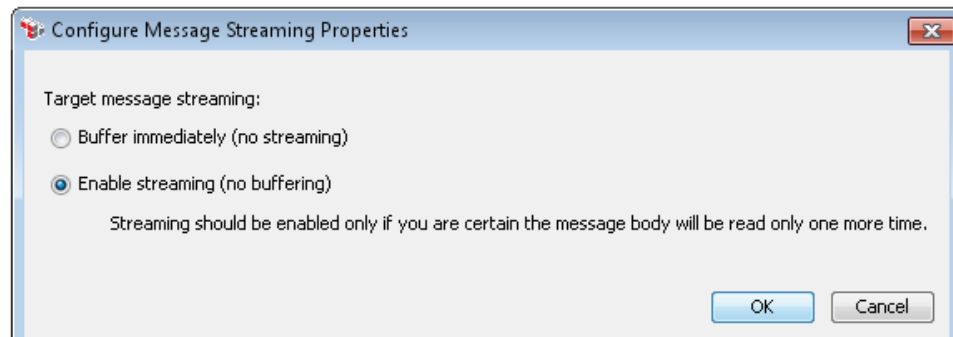 Configure Message Streaming Properties
Target message streaming:
Buffer immediately (no streaming)
Enable streaming (no buffering)
Streaming should be enabled only if you are certain the message body will be read only one more time.
OK Cancel